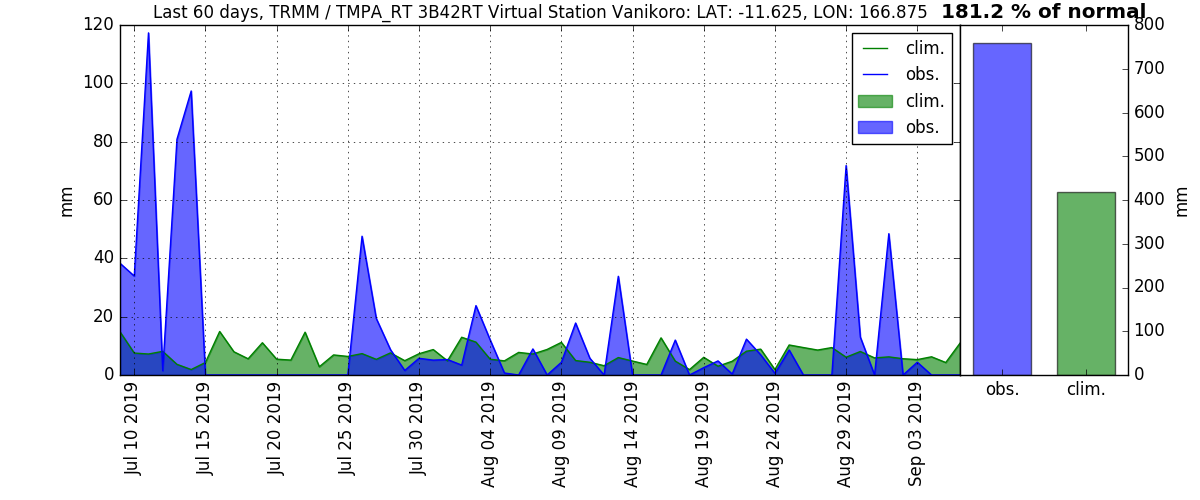 Last 60 days, TRMM / TMPA_RT 3B42RT Virtual Station Vanikoro: LAT: -11.625, LON: 166.875 181.2 % of normal
120
100
80
60
40
20
0
mm
clim.
obs.
clim.
obs.
800
700
600
500
400
300
200
100
0
mm
Jul 10 2019
Jul 15 2019
Jul 20 2019
Jul 25 2019
Jul 30 2019
Aug 04 2019
Aug 09 2019
Aug 14 2019
Aug 19 2019
Aug 24 2019
Aug 29 2019
Sep 03 2019
obs.
clim.